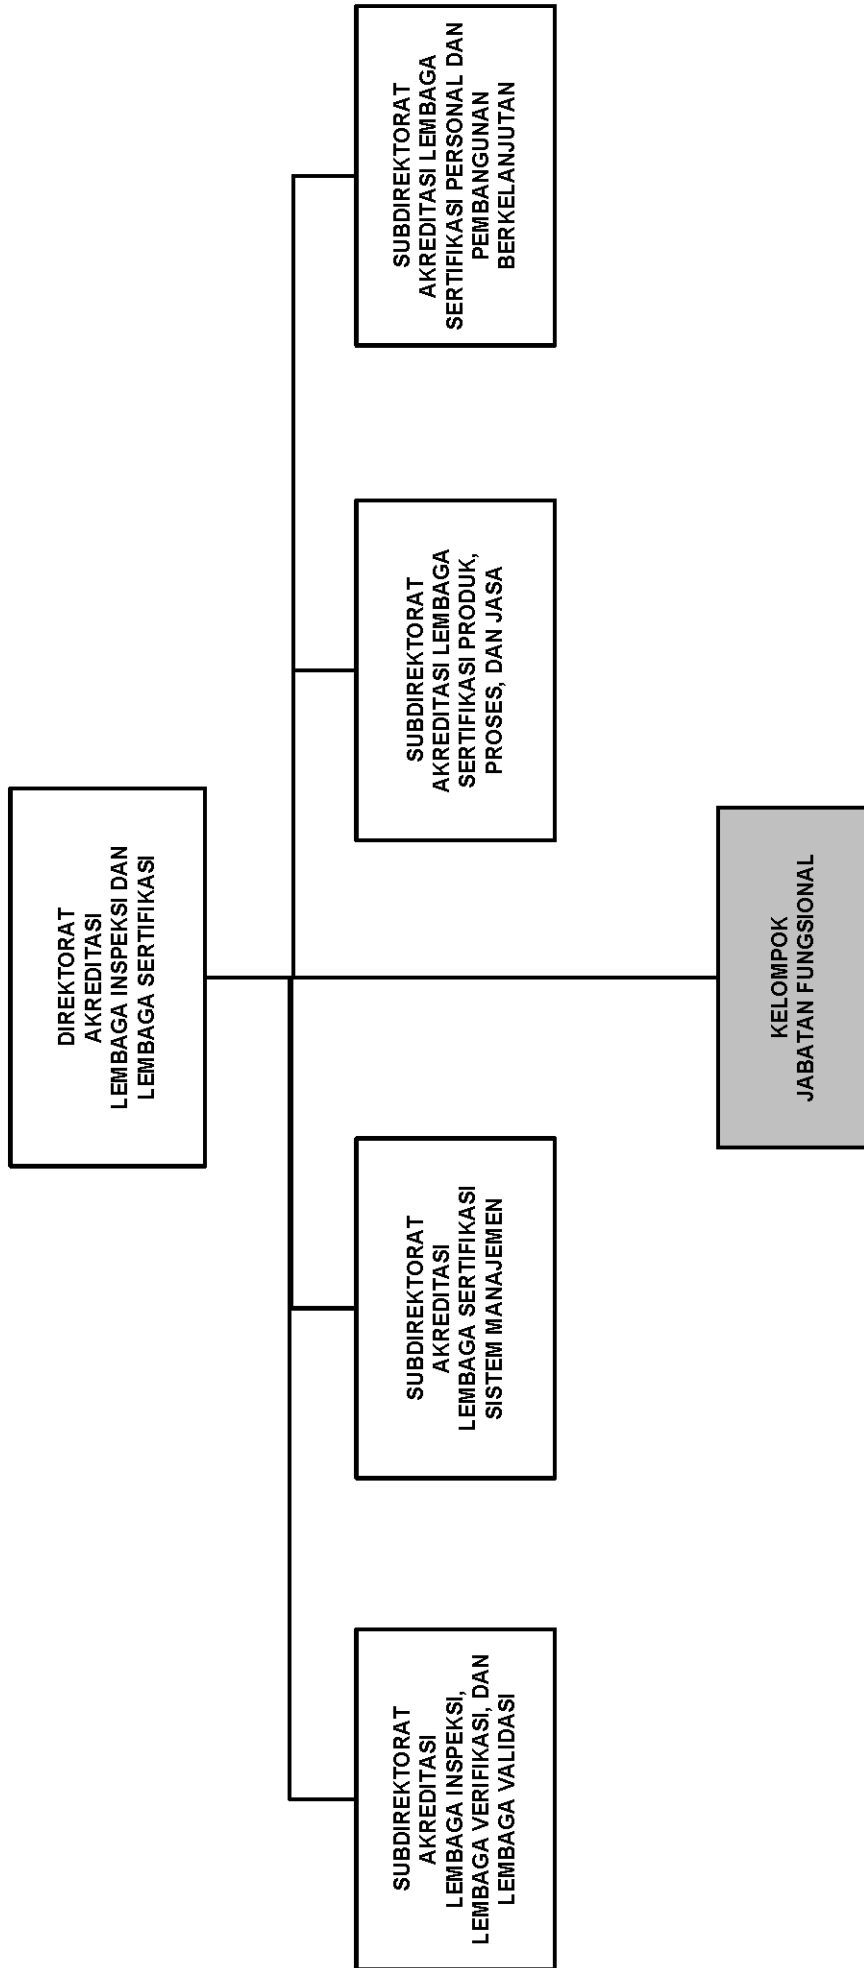 DIREKTORAT
AKREDITASI
LEMBAGA INSPEKSI DAN
LEMBAGA SERTIFIKASI
SUBDIREKTORAT
AKREDITASI
LEMBAGA INSPEKSI,
LEMBAGA VERIFIKASI, DAN
LEMBAGA VALIDASI
SUBDIREKTORAT
AKREDITASI
LEMBAGA SERTIFIKASI
SISTEM MANAJEMEN
SUBDIREKTORAT
AKREDITASI LEMBAGA
SERTIFIKASI PRODUK,
PROSES, DAN JASA
SUBDIREKTORAT
AKREDITASI LEMBAGA
SERTIFIKASI PERSONAL DAN
PEMBANGUNAN
BERKELANJUTAN
KELOMPOK
JABATAN FUNGSIONAL